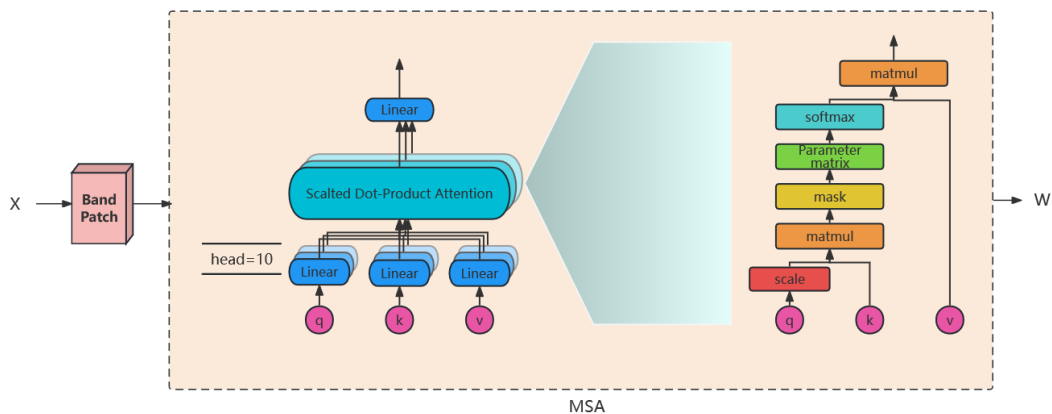 X
Band
Patch
Linear
Scalted Dot-Product Attention
head=10
Linear
Linear
Linear
q
k
v
matmul
softmax
Parameter
matrix
mask
matmul
scale
q
k
v
W
MSA